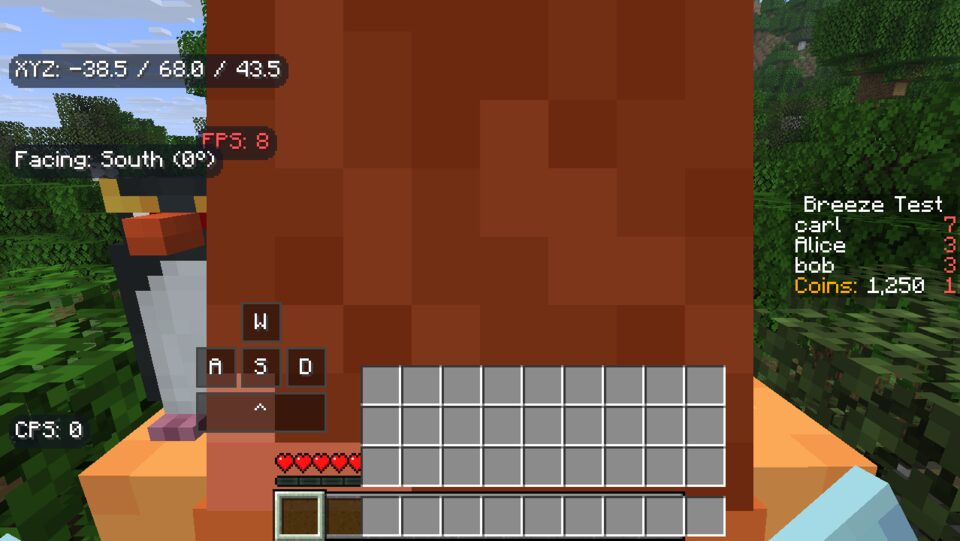 XYZ: -38.5 / 68.0 / 43.5
FPS: 8
Facing: South (0°)
Breeze Test
carl 7
Alice 3
bob 3
Coins: 1,250 1
W
A S D
^
CPS: 0